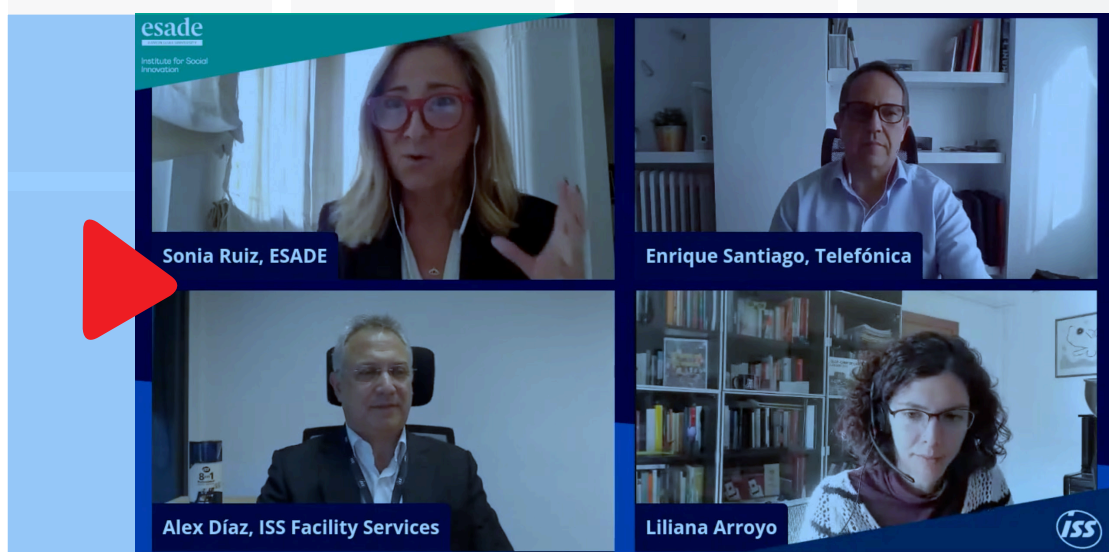 esade
Institute for Social
Innovation
Sonia Ruiz, ESADE
Enrique Santiago, Telefónica
Alex Díaz, ISS Facility Services
Liliana Arroyo
ISS